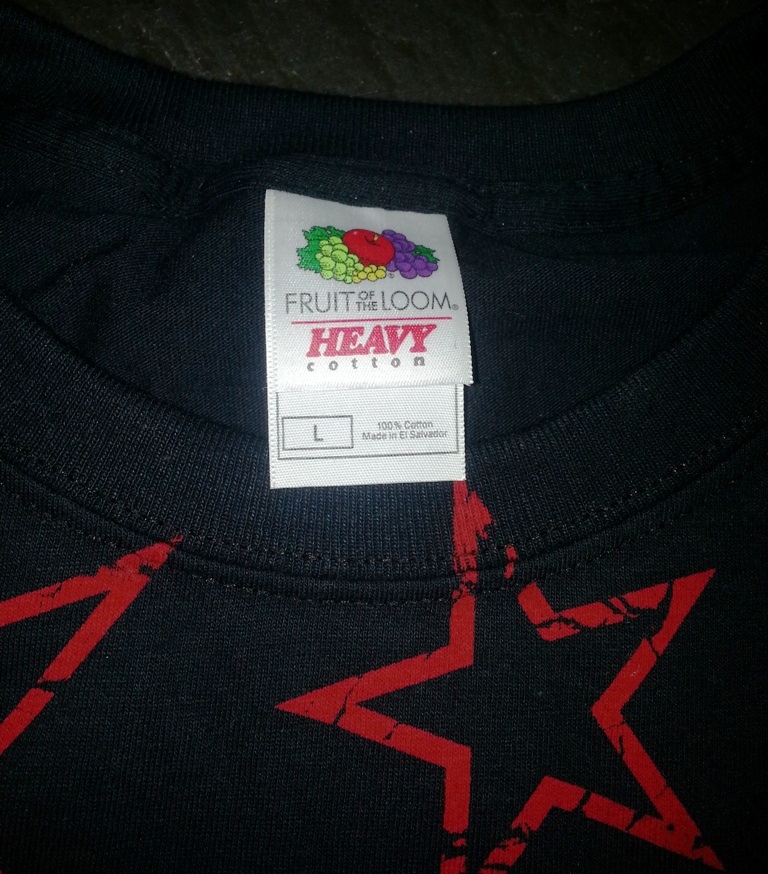 FRUIT OF THE LOOM®
HEAVY
cotton
L
100% Cotton
Made in El Salvador